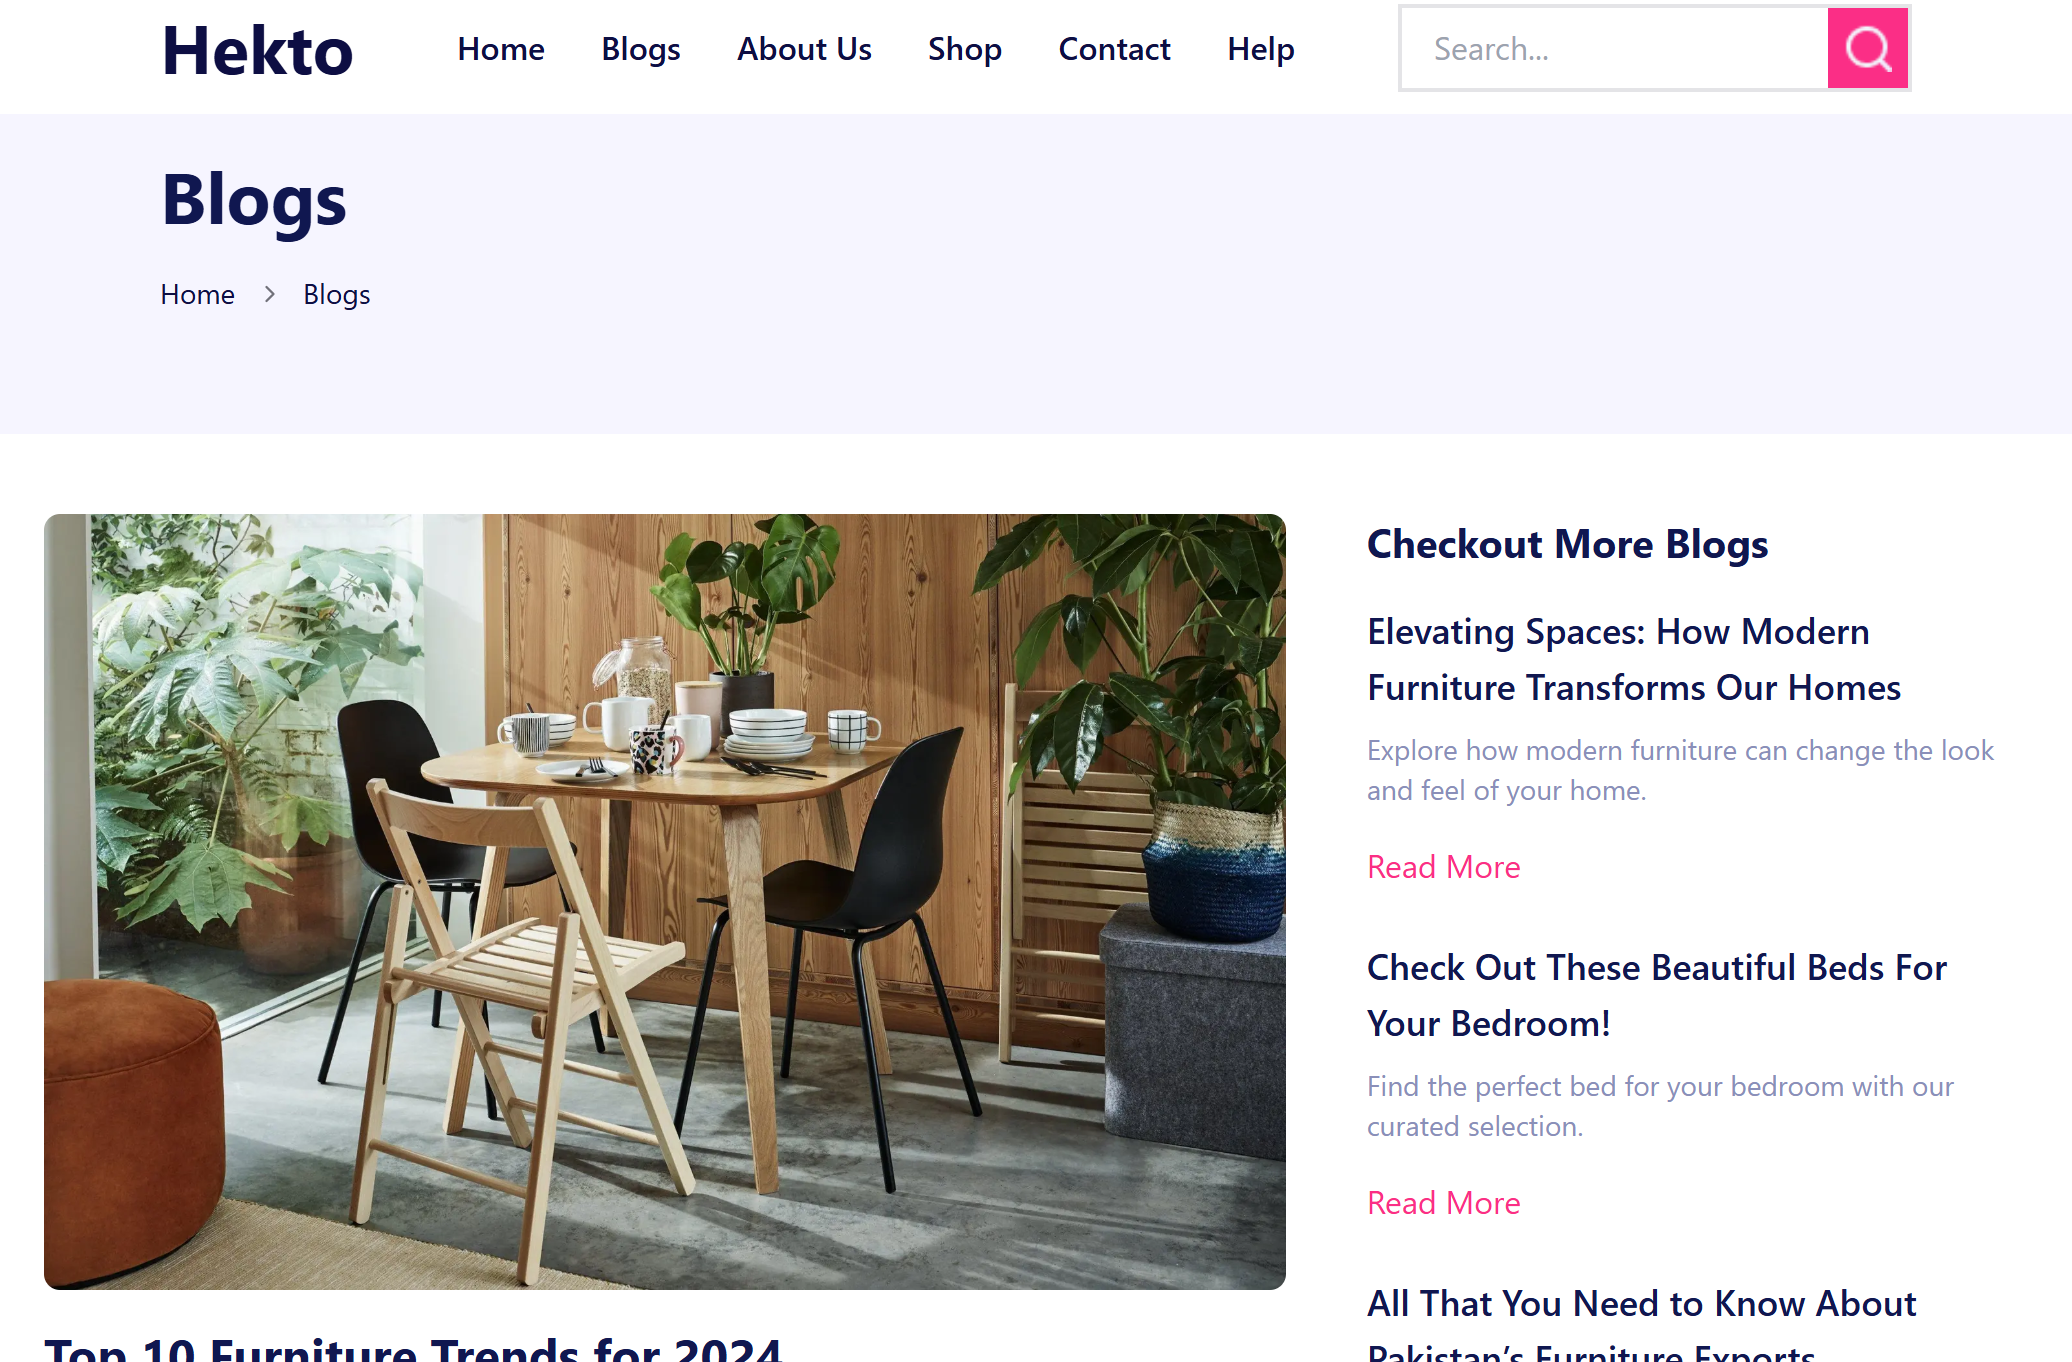 Hekto
Home Blogs About Us Shop Contact Help
Search...
Blogs
Home > Blogs
Top 10 Furniture Trends for 2024
Checkout More Blogs
Elevating Spaces: How Modern
Furniture Transforms Our Homes
Explore how modern furniture can change the look
and feel of your home.
Read More
Check Out These Beautiful Beds For
Your Bedroom!
Find the perfect bed for your bedroom with our
curated selection.
Read More
All That You Need to Know About
Pakistan’s Furniture Exports